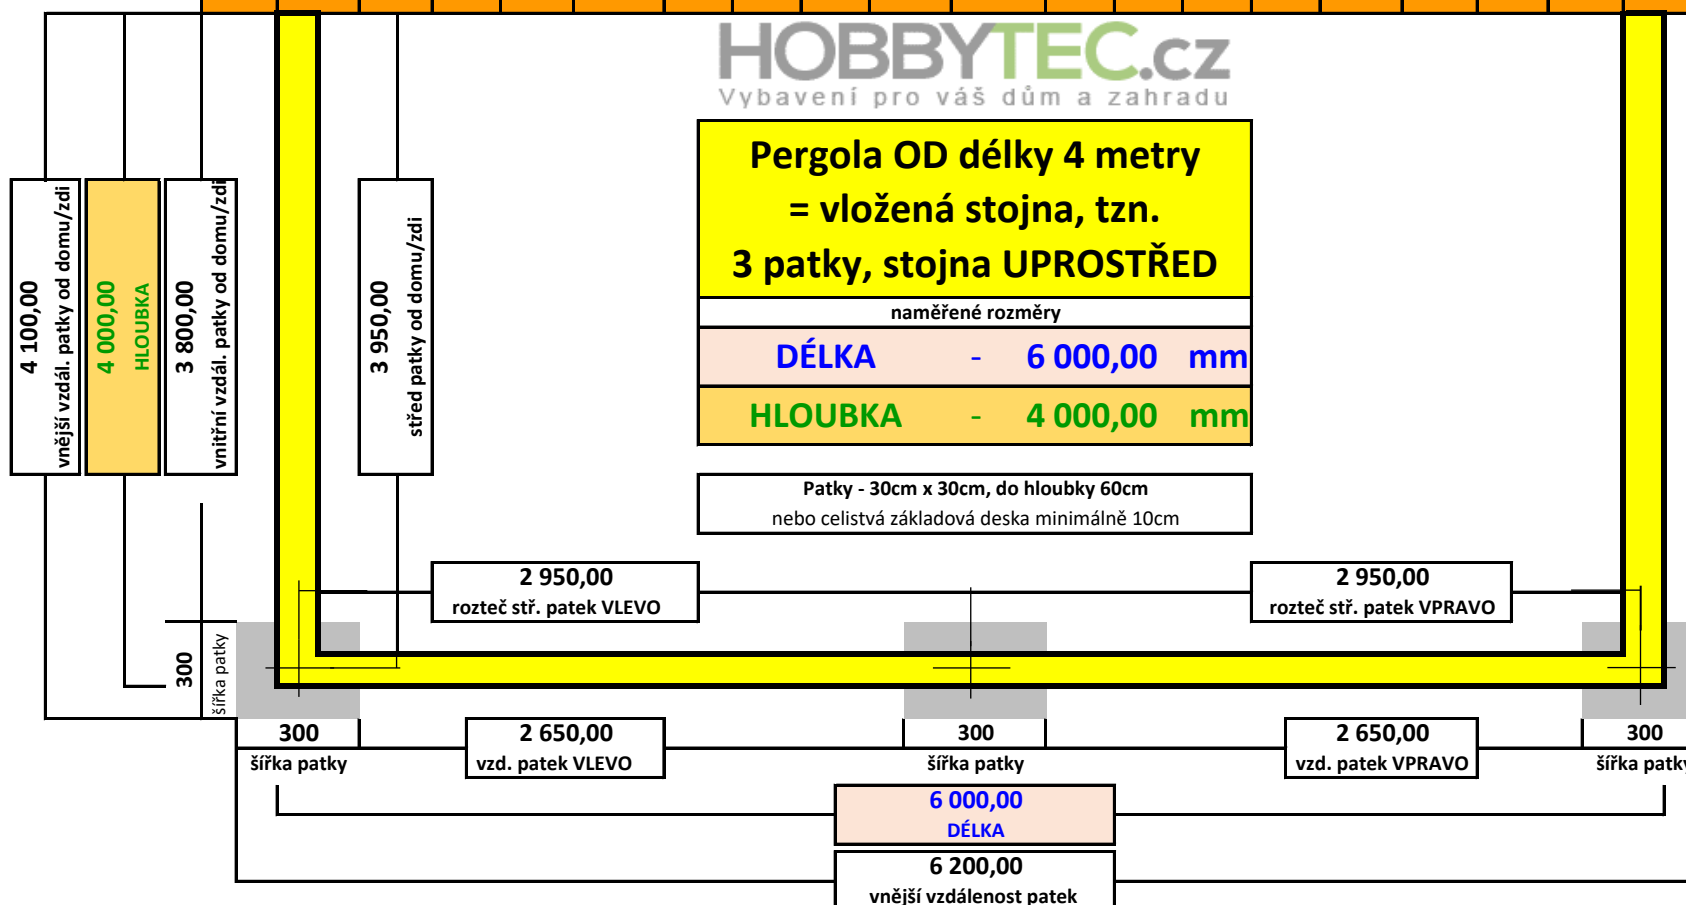 HOBBYTEC.cz
Vybavení pro váš dům a zahradu
Pergola OD délky 4 metry
= vložená stojna, tzn.
3 patky, stojna UPROSTŘED
naměřené rozměry
DÉLKA - 6 000,00 mm
HLOUBKA - 4 000,00 mm
Patky - 30cm x 30cm, do hloubky 60cm
nebo celistvá základová deska minimálně 10cm
4 100,00
vnější vzdál. patky od domu/zdi
4 000,00
HLOUBKA
3 800,00
vnitřní vzdál. patky od domu/zdi
3 950,00
střed patky od domu/zdi
2 950,00
rozteč stř. patek VLEVO
2 950,00
rozteč stř. patek VPRAVO
300
šířka patky
300
šířka patky
2 650,00
vzd. patek VLEVO
300
šířka patky
2 650,00
vzd. patek VPRAVO
300
šířka patky
6 000,00
DÉLKA
6 200,00
vnější vzdálenost patek